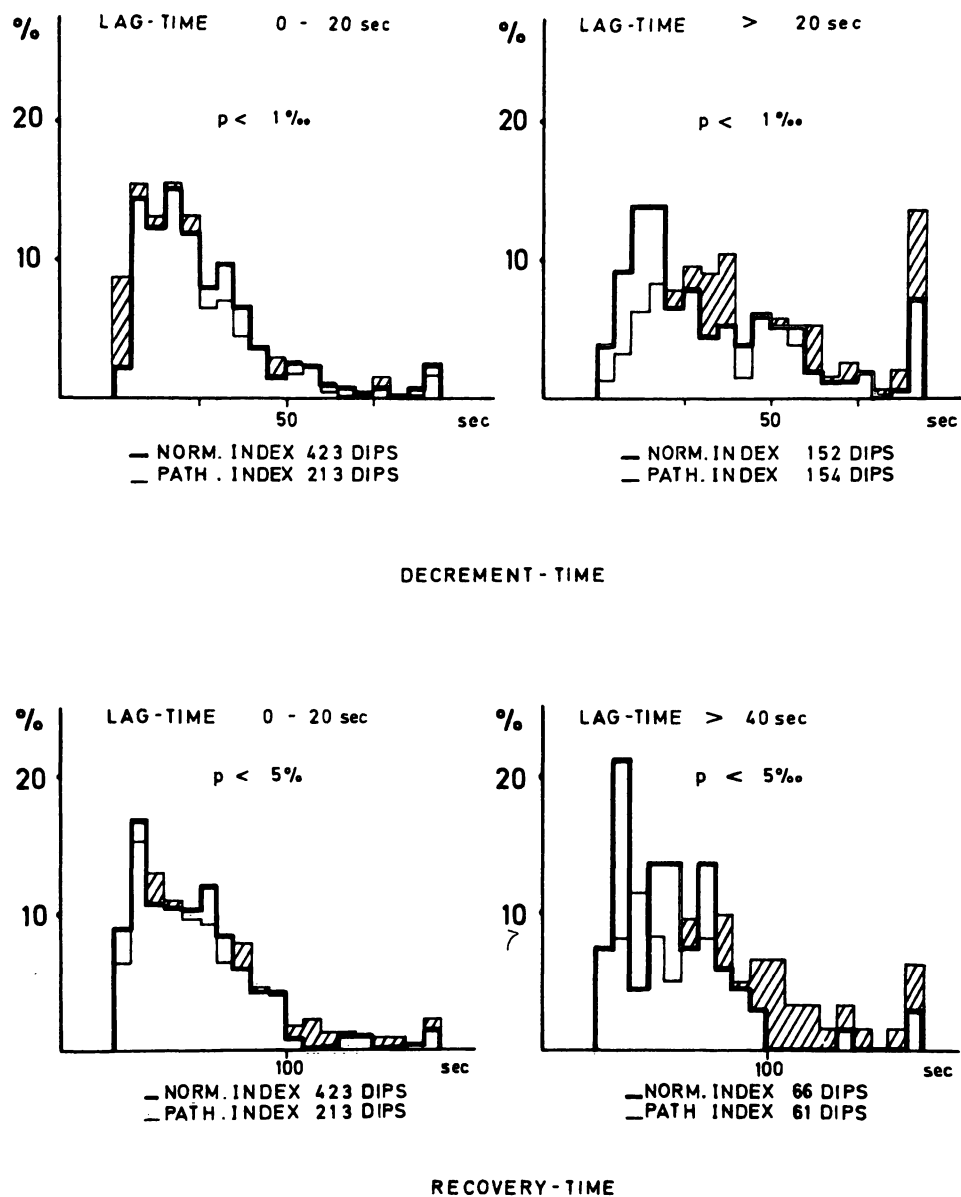 % LAG-TIME 0 - 20 sec
20
p < 1‰
10
50 sec
NORM. INDEX 423 DIPS
PATH. INDEX 213 DIPS
% LAG-TIME > 20 sec
20
p < 1‰
10
50 sec
NORM. INDEX 152 DIPS
PATH. INDEX 154 DIPS
DECREMENT-TIME
% LAG-TIME 0 - 20 sec
20
p < 5‰
10
100 sec
NORM. INDEX 423 DIPS
PATH. INDEX 213 DIPS
% LAG-TIME > 40 sec
20
p < 5‰
10
100 sec
NORM. INDEX 66 DIPS
PATH INDEX 61 DIPS
RECOVERY-TIME